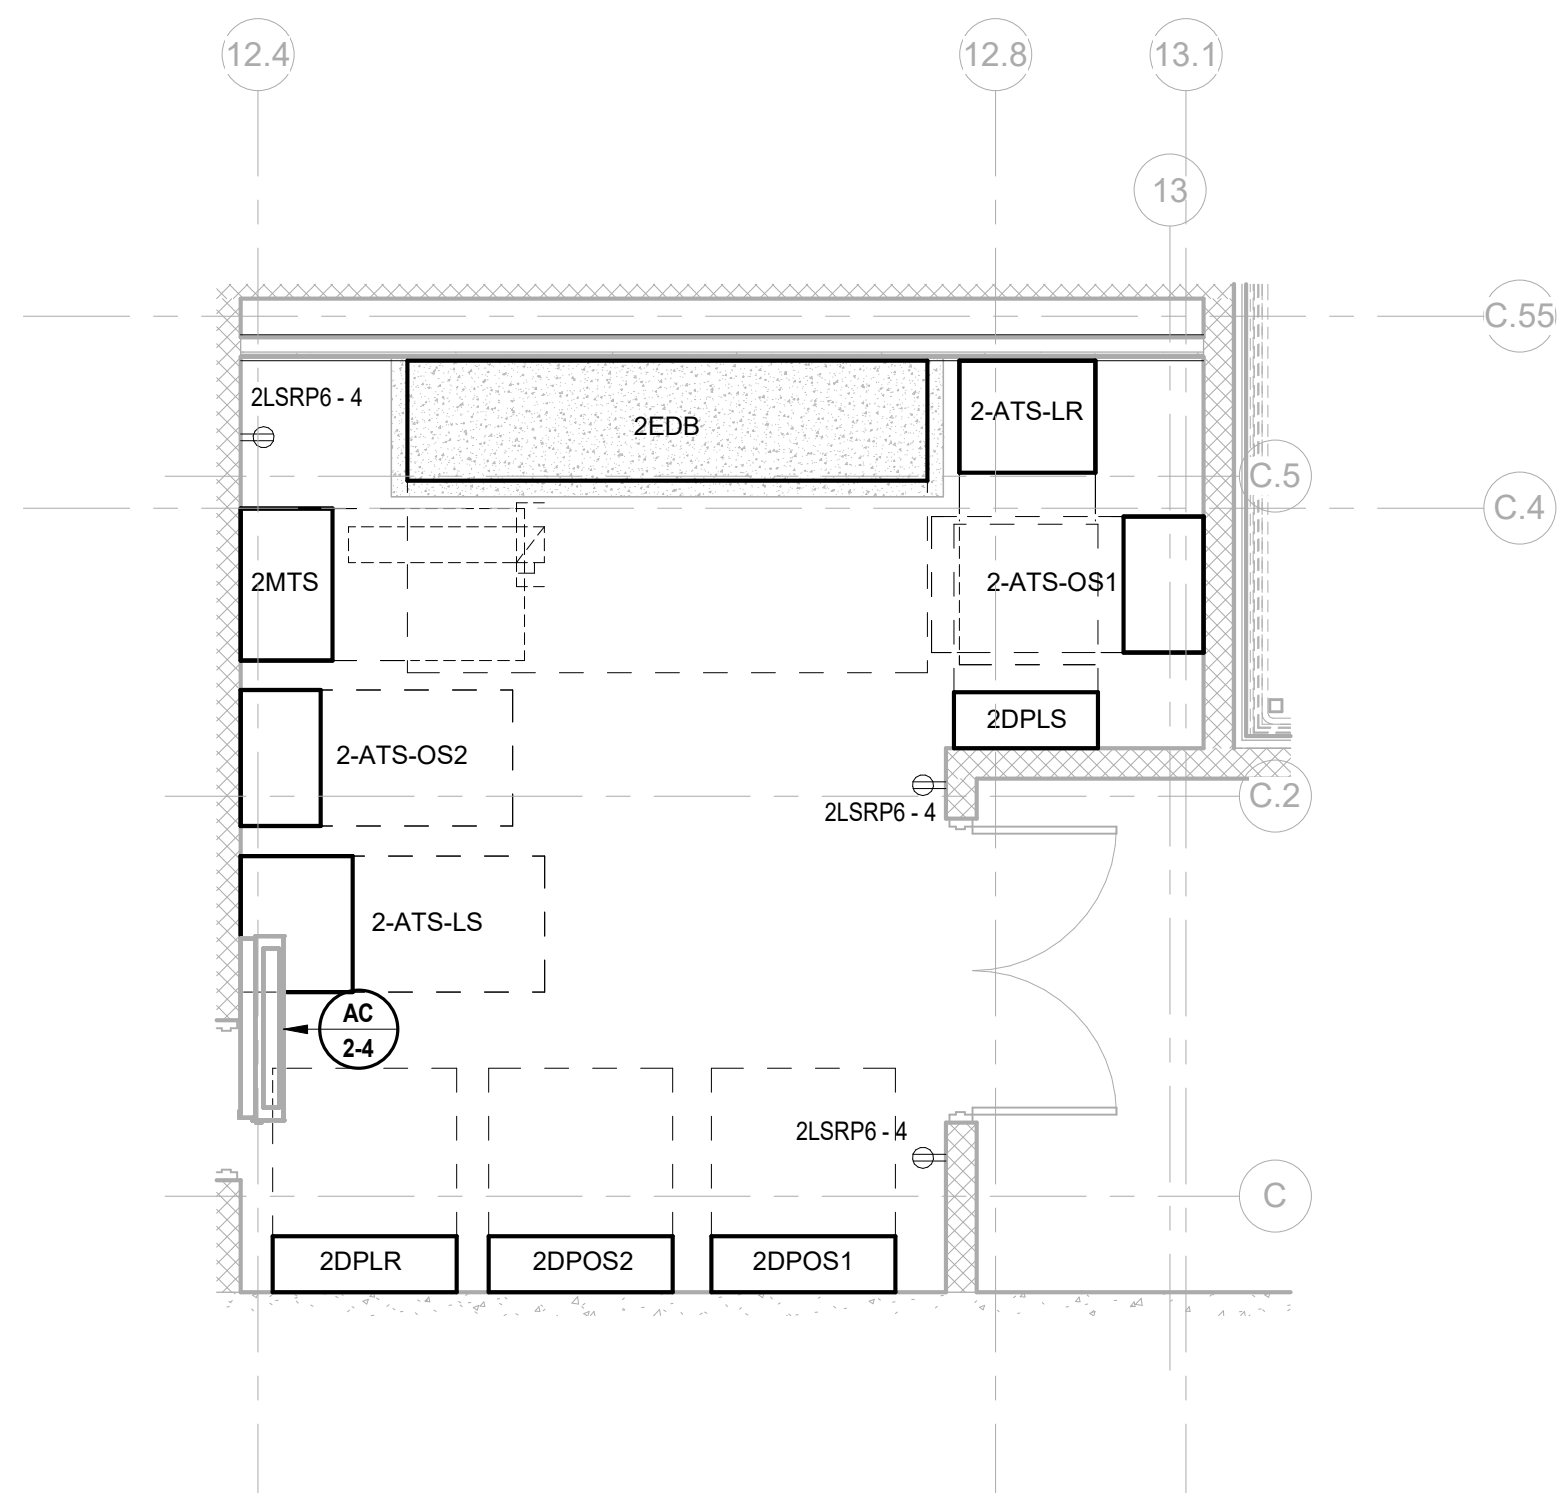 12.4
12.8
13.1
13
C.55
2LSRP6 - 4
2EDB
2-ATS-LR
C.5
C.4
2MTS
2-ATS-OS1
2DPLS
2-ATS-OS2
C.2
2LSRP6 - 4
2-ATS-LS
AC
2-4
2LSRP6 - 4
C
2DPLR
2DPOS2
2DPOS1